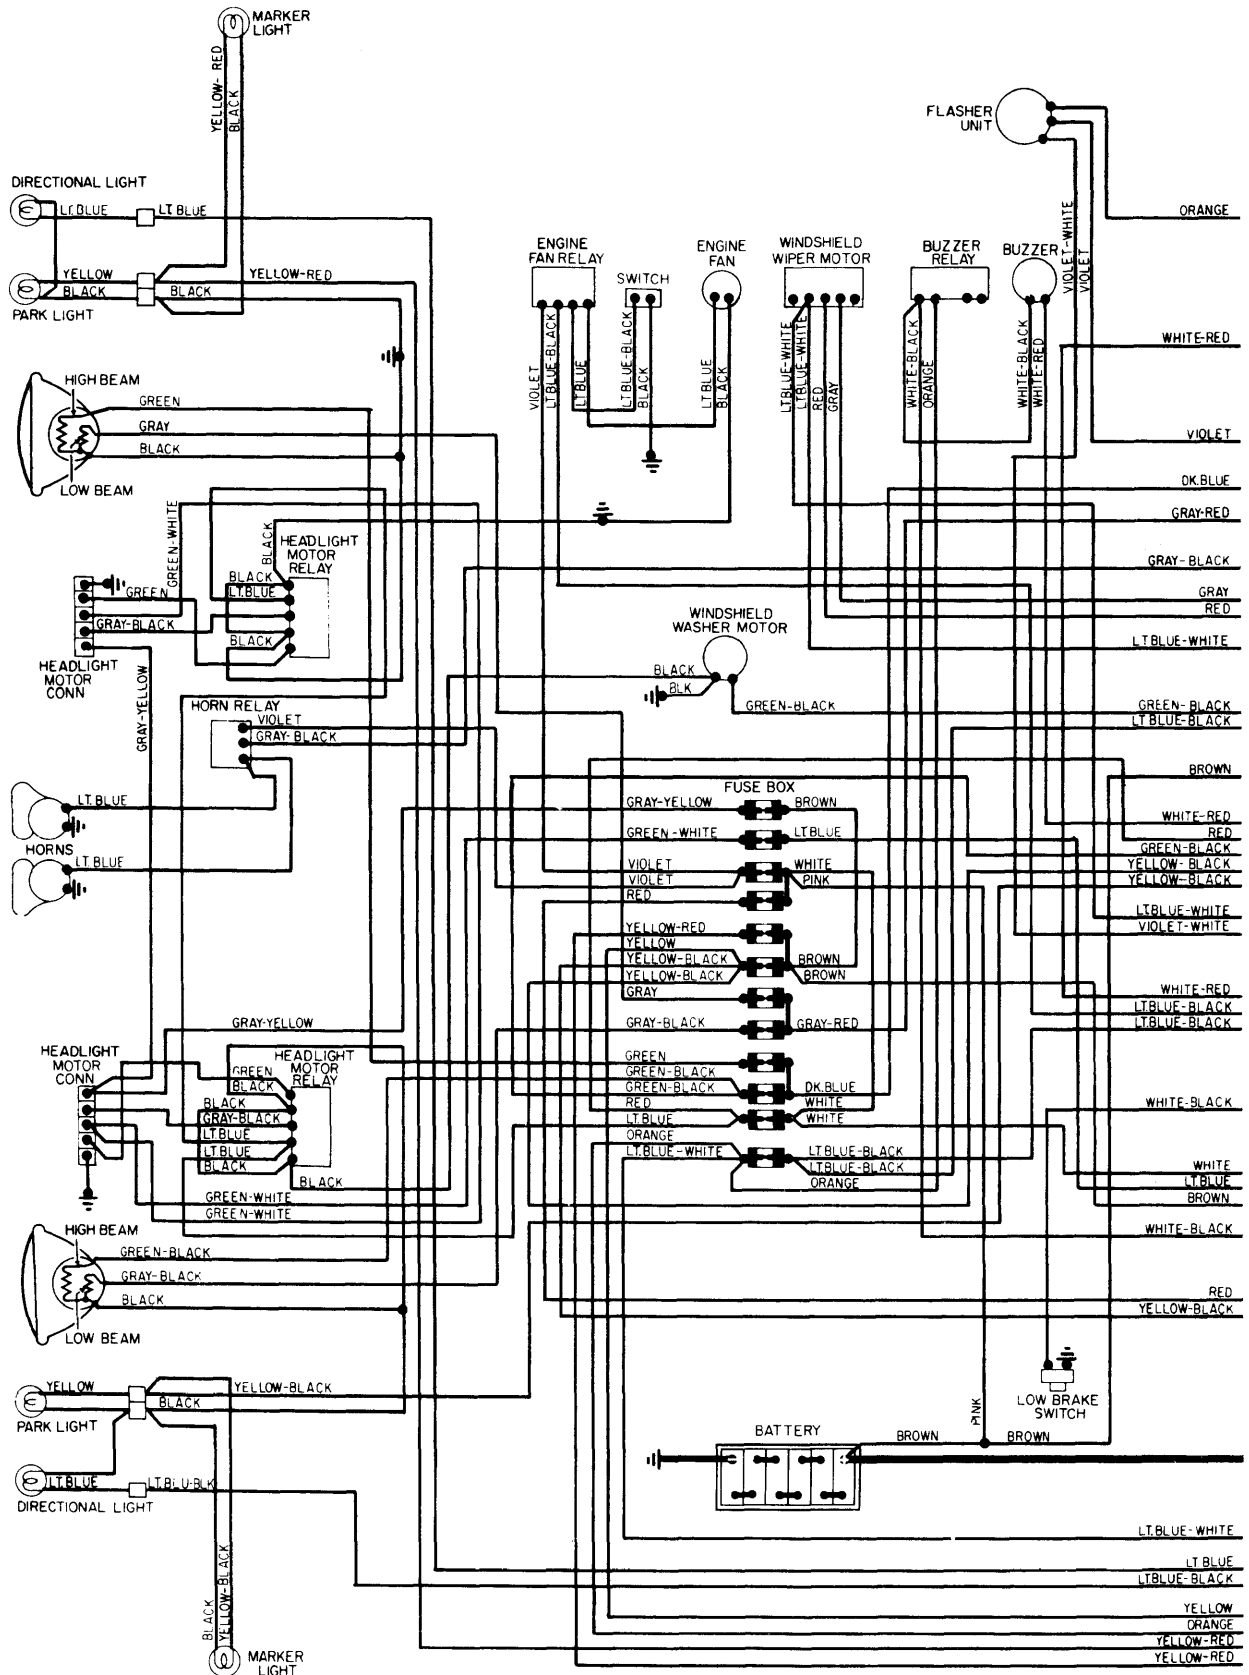 MARKER
LIGHT
YELLOW-RED
BLACK
FLASHER
UNIT
DIRECTIONAL LIGHT
LT.BLUE
LT.BLUE
ORANGE
VIOLET-WHITE
VIOLET
ENGINE
FAN RELAY
SWITCH
ENGINE
FAN
WINDSHIELD
WIPER MOTOR
BUZZER
RELAY
BUZZER
YELLOW
YELLOW-RED
BLACK
BLACK
PARK LIGHT
VIOLET
LT.BLUE-BLACK
LT.BLUE
LT.BLUE-BLACK
BLACK
LT.BLUE
BLACK
LT.BLUE-WHITE
LT.BLUE-WHITE
RED
GRAY
WHITE-BLACK
ORANGE
WHITE-BLACK
WHITE-RED
WHITE-RED
HIGH BEAM
GREEN
GRAY
BLACK
LOW BEAM
VIOLET
DK.BLUE
GRAY-RED
GREEN-WHITE
BLACK
HEADLIGHT
MOTOR
RELAY
BLACK
LT.BLUE
GREEN
GRAY-BLACK
BLACK
HEADLIGHT
MOTOR
CONN
GRAY-YELLOW
GRAY-BLACK
GRAY
RED
WINDSHIELD
WASHER MOTOR
LT.BLUE-WHITE
BLACK
BLK
GREEN-BLACK
GREEN-BLACK
LT.BLUE-BLACK
HORN RELAY
VIOLET
GRAY-BLACK
BROWN
LT.BLUE
HORNS
LT.BLUE
FUSE BOX
GRAY-YELLOW
BROWN
GREEN-WHITE
LT.BLUE
VIOLET
WHITE
VIOLET
PINK
RED
YELLOW-RED
YELLOW
YELLOW-BLACK
BROWN
YELLOW-BLACK
BROWN
GRAY
GRAY-BLACK
GRAY-RED
GREEN
GREEN-BLACK
GREEN-BLACK
DK.BLUE
RED
WHITE
LT.BLUE
WHITE
ORANGE
LT.BLUE-WHITE
LT.BLUE-BLACK
LT.BLUE-BLACK
ORANGE
WHITE-RED
RED
GREEN-BLACK
YELLOW-BLACK
YELLOW-BLACK
LT.BLUE-WHITE
VIOLET-WHITE
WHITE-RED
LT.BLUE-BLACK
LT.BLUE-BLACK
WHITE-BLACK
WHITE
LT.BLUE
BROWN
WHITE-BLACK
RED
YELLOW-BLACK
GRAY-YELLOW
HEADLIGHT
MOTOR
CONN
HEADLIGHT
MOTOR
RELAY
GREEN
BLACK
BLACK
GRAY-BLACK
LT.BLUE
LT.BLUE
BLACK
BLACK
GREEN-WHITE
GREEN-WHITE
HIGH BEAM
GREEN-BLACK
GRAY-BLACK
BLACK
LOW BEAM
YELLOW
YELLOW-BLACK
BLACK
PARK LIGHT
LT.BLUE
LT.BLU-BLK
DIRECTIONAL LIGHT
BLACK
YELLOW-BLACK
MARKER
LIGHT
LOW BRAKE
SWITCH
PINK
BATTERY
BROWN
BROWN
LT.BLUE-WHITE
LT BLUE
LT.BLUE-BLACK
YELLOW
ORANGE
YELLOW-RED
YELLOW-RED